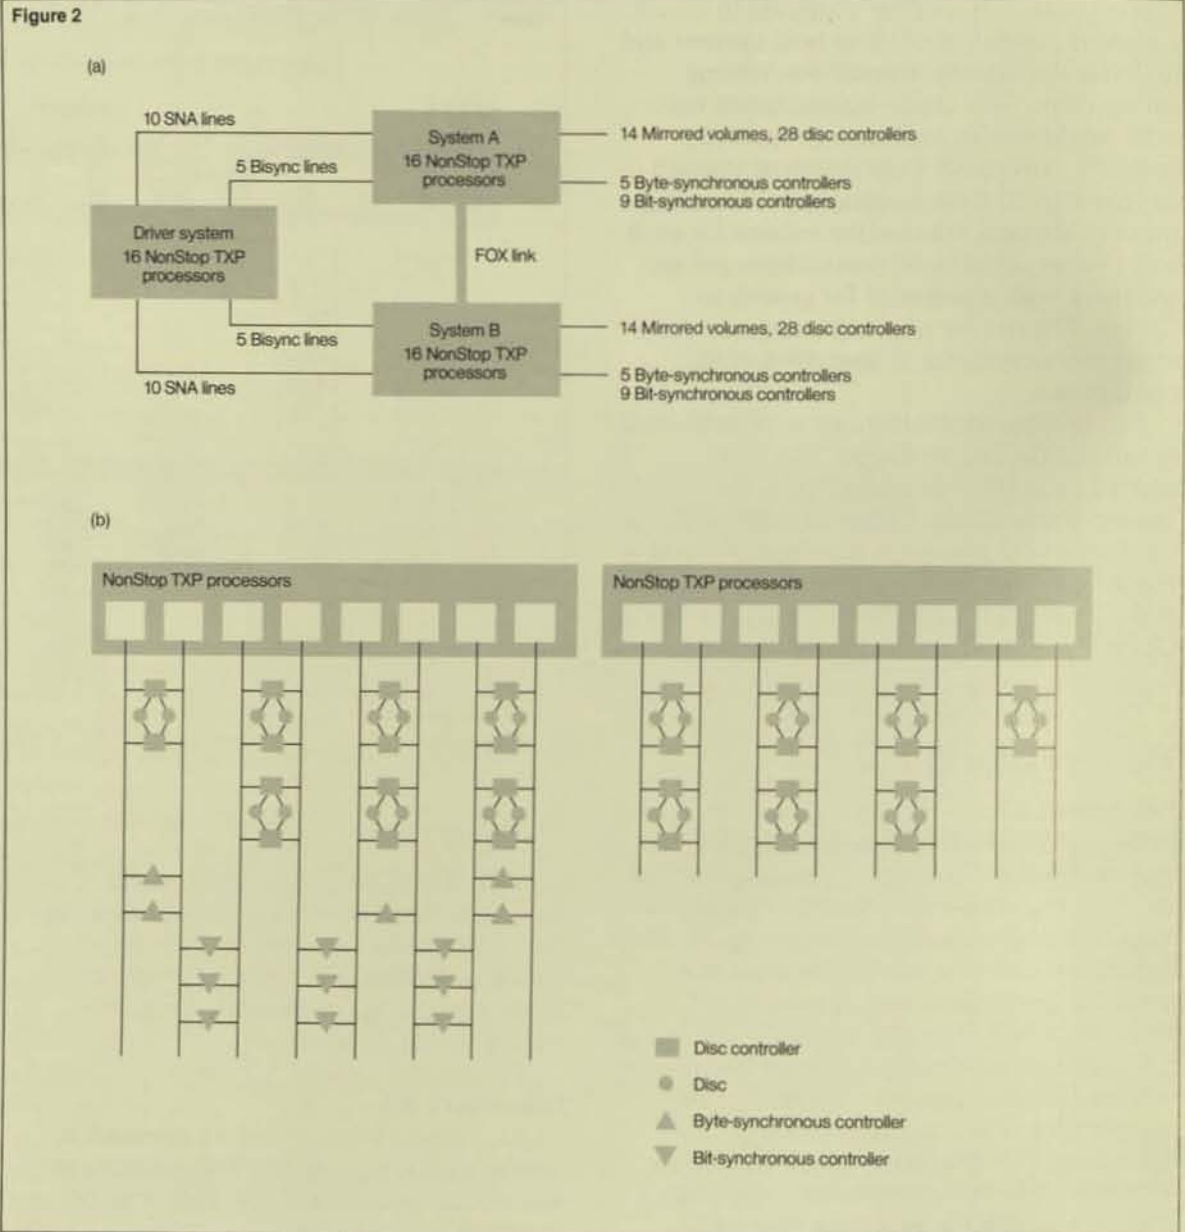 Figure 2
(a)
10 SNA lines
5 Bisync lines
System A
16 NonStop TXP
processors
14 Mirrored volumes, 28 disc controllers
5 Byte-synchronous controllers
9 Bit-synchronous controllers
Driver system
16 NonStop TXP
processors
FOX link
5 Bisync lines
10 SNA lines
System B
16 NonStop TXP
processors
14 Mirrored volumes, 28 disc controllers
5 Byte-synchronous controllers
9 Bit-synchronous controllers
(b)
NonStop TXP processors
NonStop TXP processors
Disc controller
Disc
Byte-synchronous controller
Bit-synchronous controller